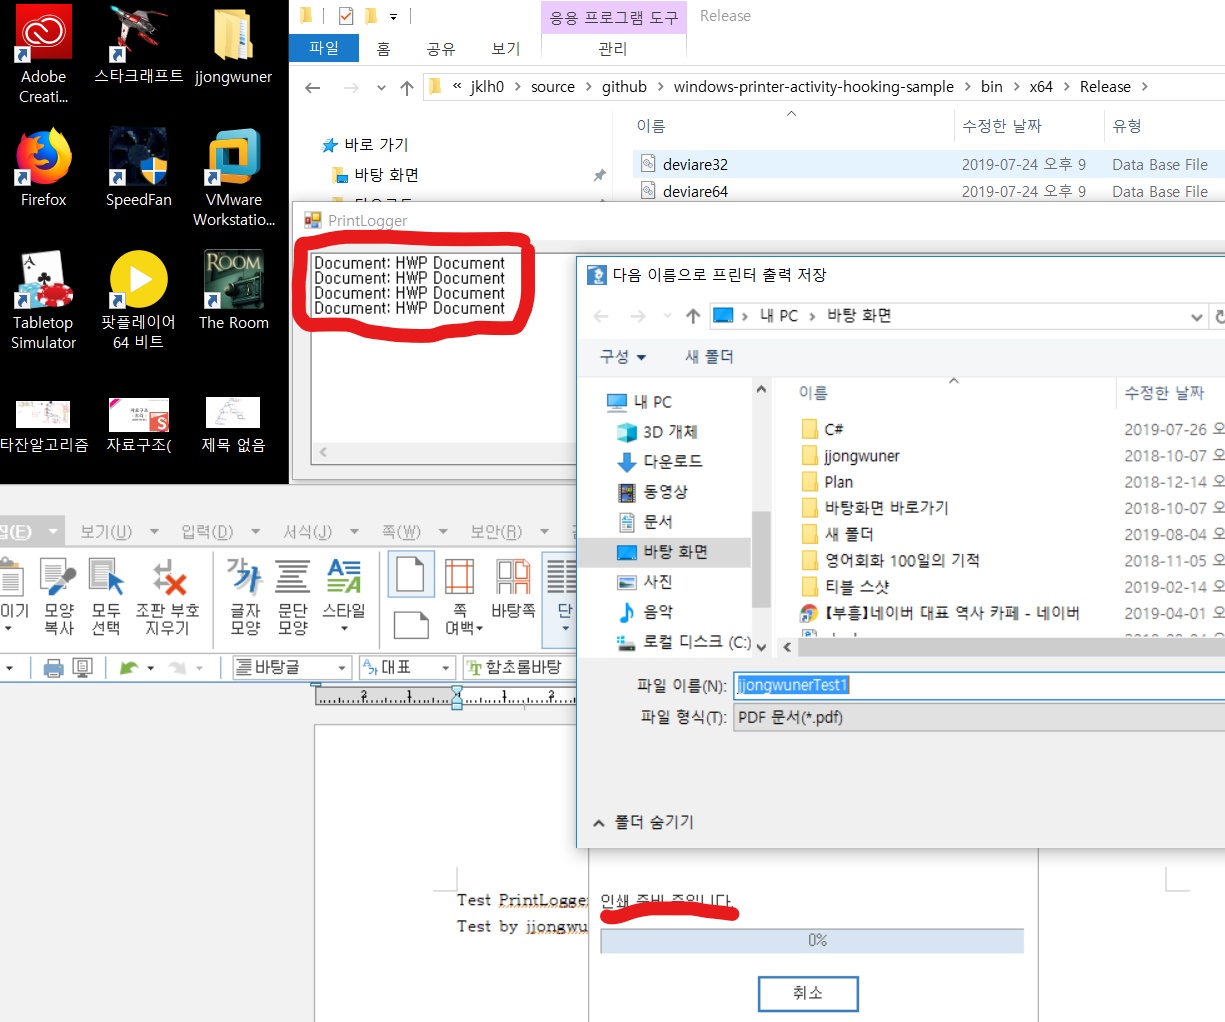 Adobe
Creati...
스타크래프트
jjongwuner
Firefox
SpeedFan
VMware
Workstatio...
Tabletop
Simulator
팟플레이어
64 비트
The Room
ROOM
타잔알고리즘
자료구조(
제목 없음
응용 프로그램 도구
Release
파일
홈
공유
보기
관리
« jklh0 > source > github > windows-printer-activity-hooking-sample > bin > x64 > Release >
바로 가기
바탕 화면
이름
수정한 날짜
유형
deviare32
2019-07-24 오후 9
Data Base File
deviare64
2019-07-24 오후 9
Data Base File
PrintLogger
Document: HWP Document
Document: HWP Document
Document: HWP Document
Document: HWP Document
다음 이름으로 프린터 출력 저장
> 내 PC > 바탕 화면
구성
새 폴더
내 PC
3D 개체
다운로드
동영상
문서
바탕 화면
사진
음악
로컬 디스크 (C:)
이름
수정한 날짜
C#
2019-07-26 오
jjongwuner
2018-10-07 오
Plan
2018-12-14 오
바탕화면 바로가기
2018-10-07 오
새 폴더
2019-08-04 오
영어회화 100일의 기적
2018-11-05 오
티블 스샷
2019-02-14 오
【부흥】네이버 대표 역사 카페 - 네이버
2019-04-01 오
파일 이름(N):
jjongwunerTest1
파일 형식(T):
PDF 문서(*.pdf)
폴더 숨기기
집(E)
보기(U)
입력(D)
서식(J)
쪽(W)
보안(R)
이기
모양
복사
모두
선택
조판 부호
지우기
글자
모양
문단
모양
스타일
쪽
여백
바탕쪽
단
바탕글
대표
함초롬바탕
2 1 1 2
Test PrintLogger
Test by jjongwu
인쇄 준비 중입니다.
0%
취소